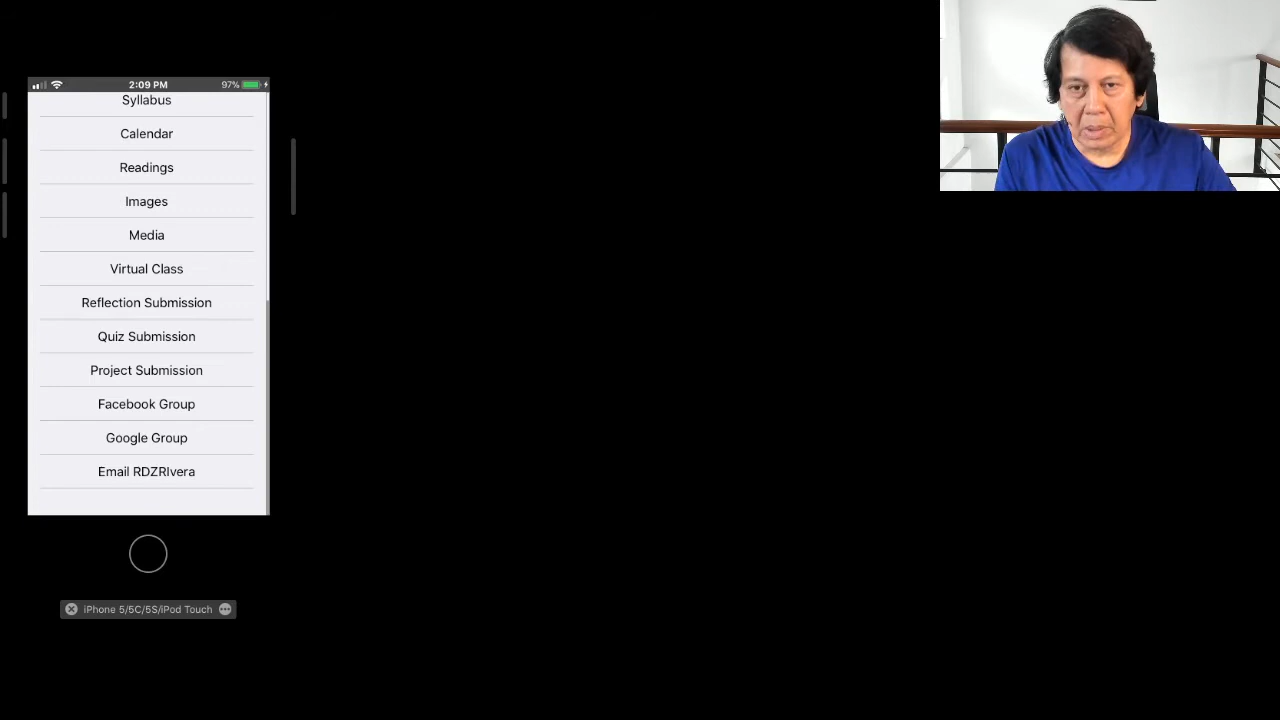 2:09 PM
97%
Syllabus
Calendar
Readings
Images
Media
Virtual Class
Reflection Submission
Quiz Submission
Project Submission
Facebook Group
Google Group
Email RDZRIvera
iPhone 5/5C/5S/iPod Touch